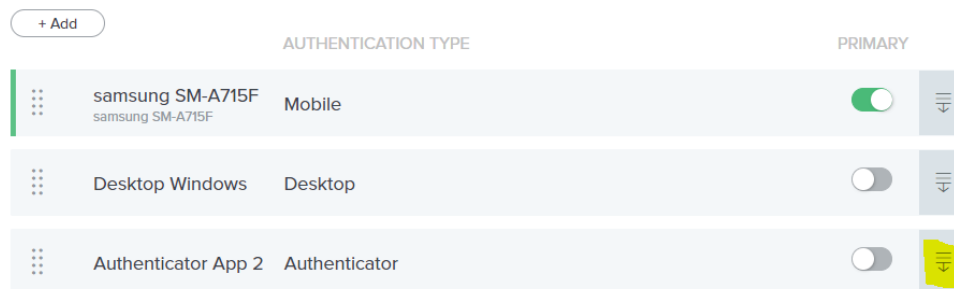 + Add
AUTHENTICATION TYPE PRIMARY
samsung SM-A715F Mobile
samsung SM-A715F
Desktop Windows Desktop
Authenticator App 2 Authenticator